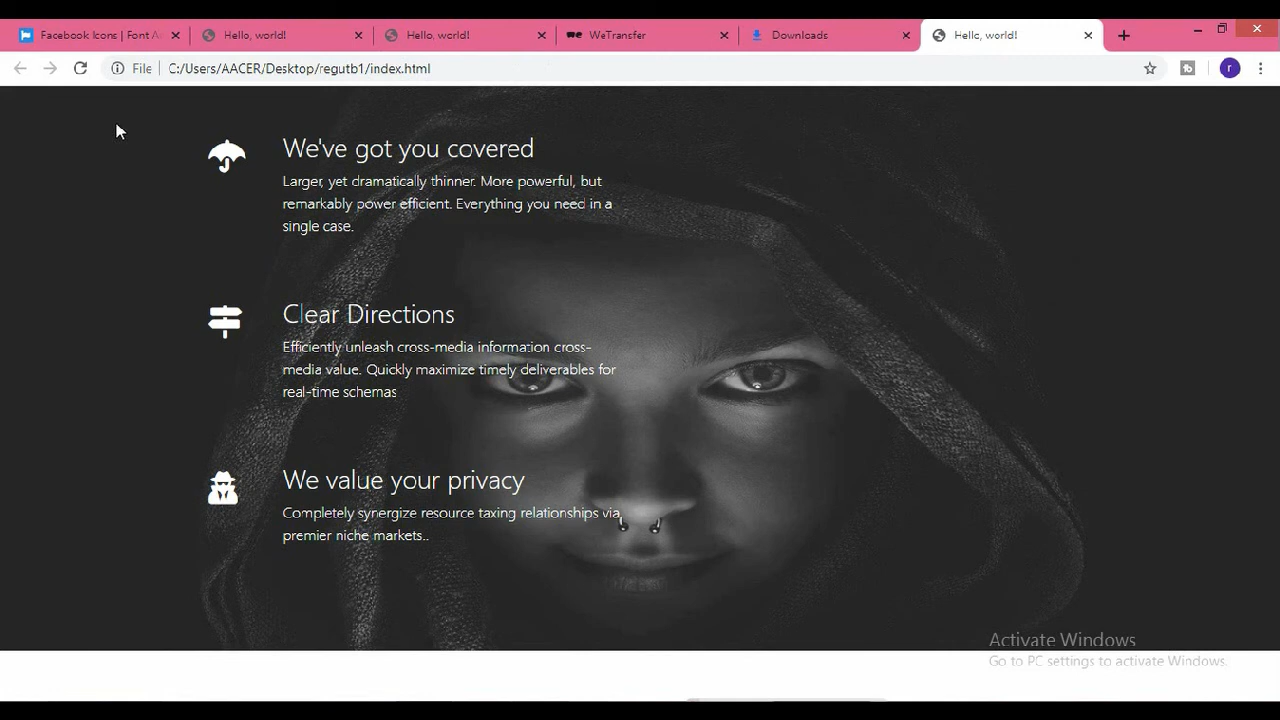 Facebook Icons | Font A
Hello, world!
Hello, world!
WeTransfer
Downloads
Hello, world!
File
C:/Users/AACER/Desktop/regutb1/index.html
r
We've got you covered
Larger, yet dramatically thinner. More powerful, but
remarkably power efficient. Everything you need in a
single case.
Clear Directions
Efficiently unleash cross-media information cross-
media value. Quickly maximize timely deliverables for
real-time schemas
We value your privacy
Completely synergize resource taxing relationships via
premier niche markets..
Activate Windows
Go to PC settings to activate Windows.